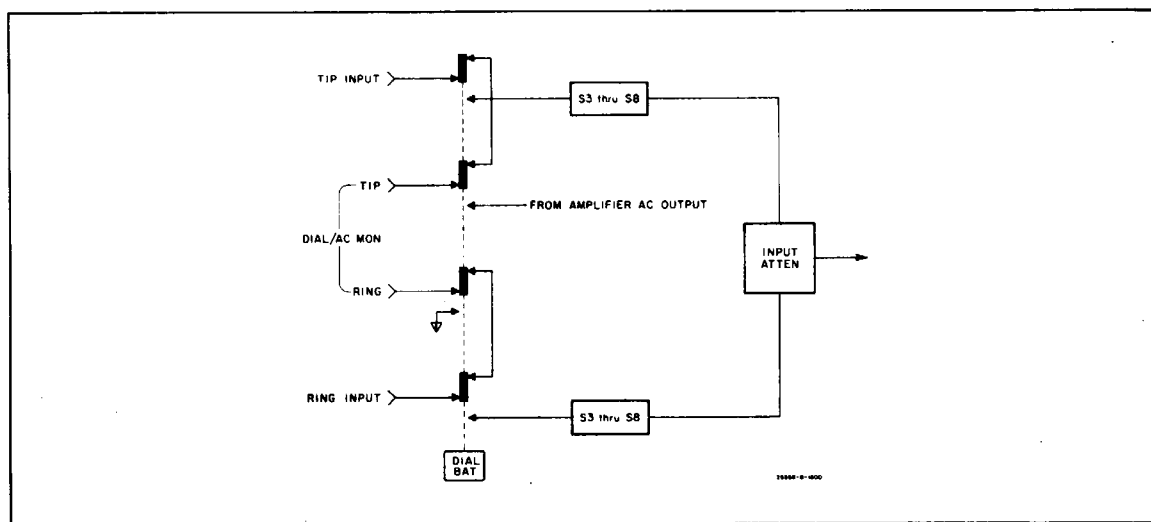 TIP INPUT
S3 thru S8
TIP
FROM AMPLIFIER AC OUTPUT
DIAL/AC MON
INPUT
ATTEN
RING
RING INPUT
S3 thru S8
DIAL
BAT